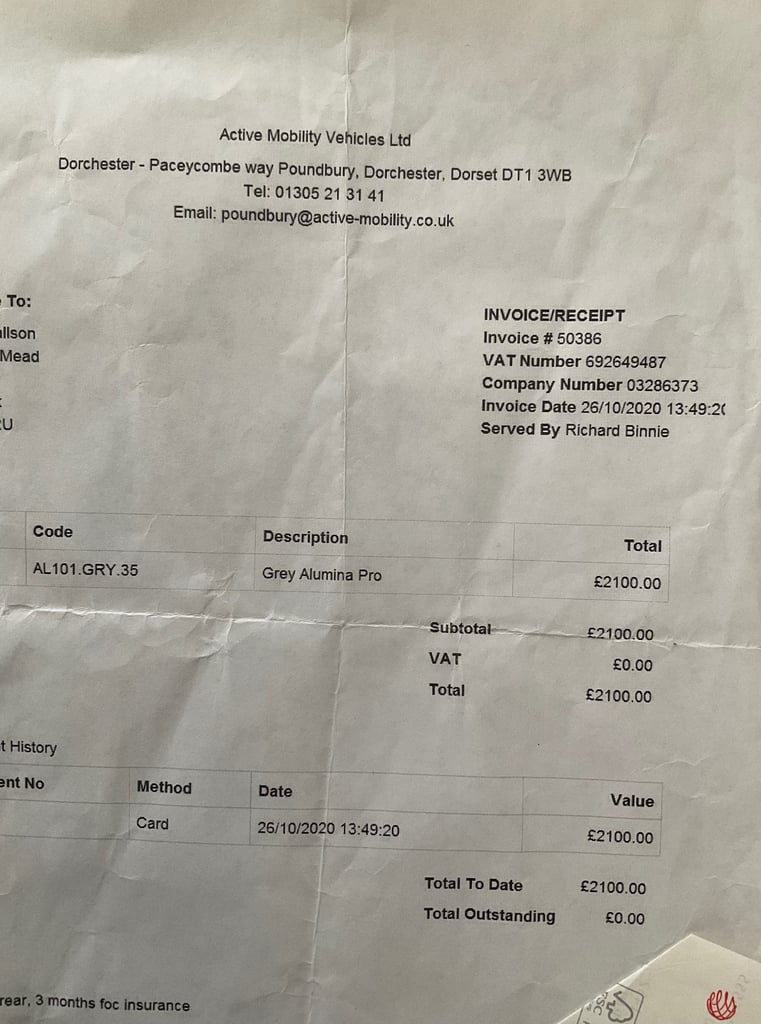 Active Mobility Vehicles Ltd
Dorchester - Paceycombe way Poundbury, Dorchester, Dorset DT1 3WB
Tel: 01305 21 31 41
Email: poundbury@active-mobility.co.uk
To:
llson
Mead
RU
INVOICE/RECEIPT
Invoice # 50386
VAT Number 692649487
Company Number 03286373
Invoice Date 26/10/2020 13:49:20
Served By Richard Binnie
Code Description Total
AL101.GRY.35 Grey Alumina Pro £2100.00
Subtotal £2100.00
VAT £0.00
Total £2100.00
t History
ent No Method Date Value
Card 26/10/2020 13:49:20 £2100.00
Total To Date £2100.00
Total Outstanding £0.00
rear, 3 months foc insurance
FSC